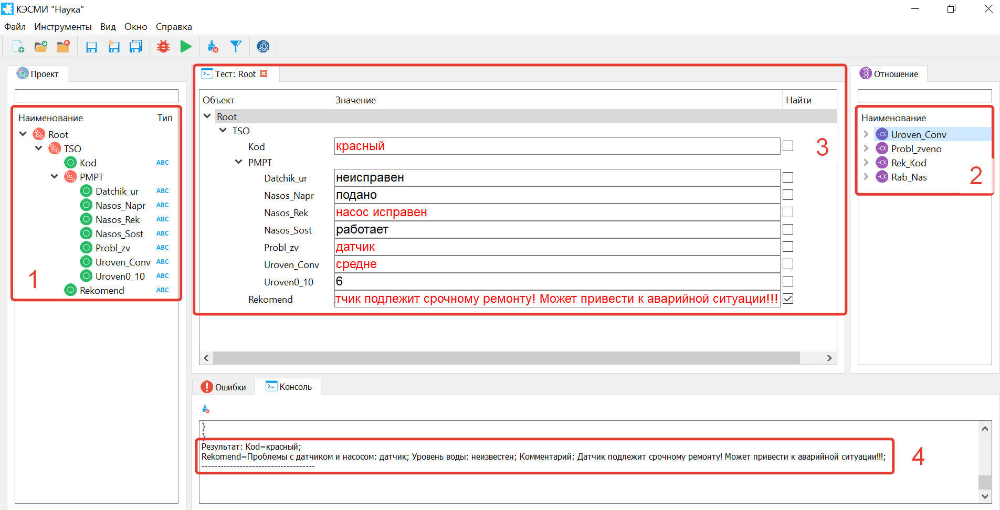 КЭСМИ "Наука"
Файл Инструменты Вид Окно Справка
Проект
Наименование Тип
Root
TSO
Kod ABC
PMPT
Datchik_ur ABC
Nasos_Napr ABC
Nasos_Rek ABC
Nasos_Sost ABC
Probl_zv ABC
Uroven_Conv ABC
Uroven0_10 ABC
Rekomend ABC
1
Тест: Root
Объект Значение Найти
Root
TSO
Kod красный
PMPT
Datchik_ur неисправен
Nasos_Napr подано
Nasos_Rek насос исправен
Nasos_Sost работает
Probl_zv датчик
Uroven_Conv средне
Uroven0_10 6
Rekomend тчик подлежит срочному ремонту! Может привести к аварийной ситуации!!!
3
Отношение
Наименование
Uroven_Conv
Probl_zveno
Rek_Kod
Rab_Nas
2
Ошибки Консоль
}
}
Результат: Kod=красный;
Rekomend=Проблемы с датчиком и насосом: датчик; Уровень воды: неизвестен; Комментарий: Датчик подлежит срочному ремонту! Может привести к аварийной ситуации!!!;
------------------------------------
4